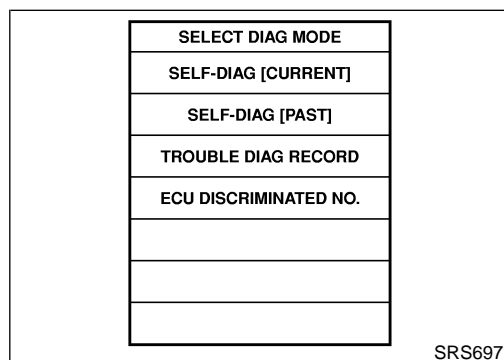 SELECT DIAG MODE
SELF-DIAG [CURRENT]
SELF-DIAG [PAST]
TROUBLE DIAG RECORD
ECU DISCRIMINATED NO.
SRS697